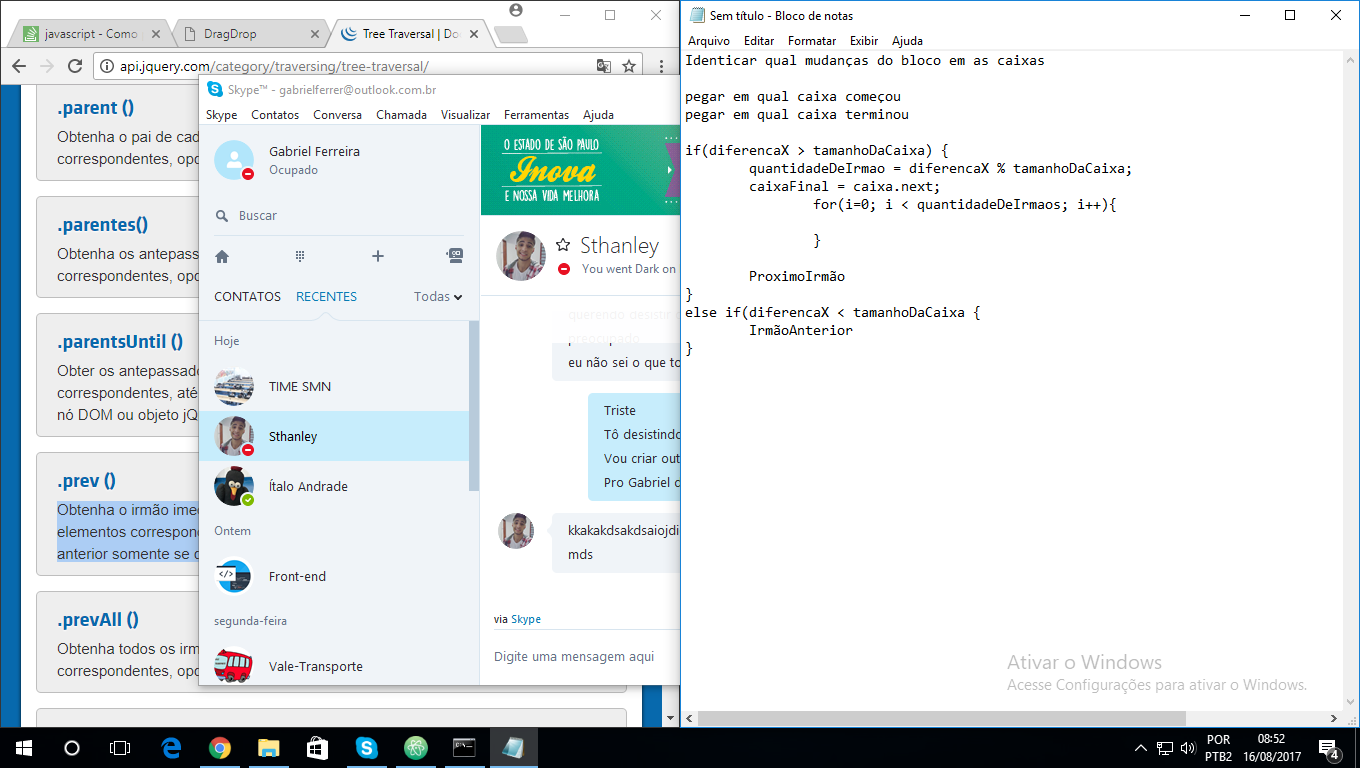 javascript - Como
DragDrop
Tree Traversal | Do
api.jquery.com/category/traversing/tree-traversal/
.parent ()
Obtenha o pai de cad
correspondentes, opc
.parentes()
Obtenha os antepass
correspondentes, opc
.parentsUntil ()
Obter os antepassado
correspondentes, até
nó DOM ou objeto jQ
.prev ()
Obtenha o irmão ime
elementos correspond
anterior somente se
.prevAll ()
Obtenha todos os irm
correspondentes, opc
Skype™ - gabrielferrer@outlook.com.br
Skype Contatos Conversa Chamada Visualizar Ferramentas Ajuda
Gabriel Ferreira
Ocupado
Buscar
CONTATOS RECENTES Todas
Hoje
TIME SMN
Sthanley
Ítalo Andrade
Ontem
Front-end
segunda-feira
Vale-Transporte
O ESTADO DE SÃO PAULO
Inova
E NOSSA VIDA MELHORA
Sthanley
You went Dark on
querendo desistir
preocupado
eu não sei o que to
Triste
Tô desistindo
Vou criar out
Pro Gabriel
kkakakdsakdsaiojdi
mds
via Skype
Digite uma mensagem aqui
Sem título - Bloco de notas
Arquivo Editar Formatar Exibir Ajuda
Identicar qual mudanças do bloco em as caixas
pegar em qual caixa começou
pegar em qual caixa terminou
if(diferencaX > tamanhoDaCaixa) {
quantidadeDeIrmao = diferencaX % tamanhoDaCaixa;
caixaFinal = caixa.next;
for(i=0; i < quantidadeDeIrmaos; i++){
}
ProximoIrmão
}
else if(diferencaX < tamanhoDaCaixa {
IrmãoAnterior
}
Ativar o Windows
Acesse Configurações para ativar o Windows.
POR
PTB2
08:52
16/08/2017
4